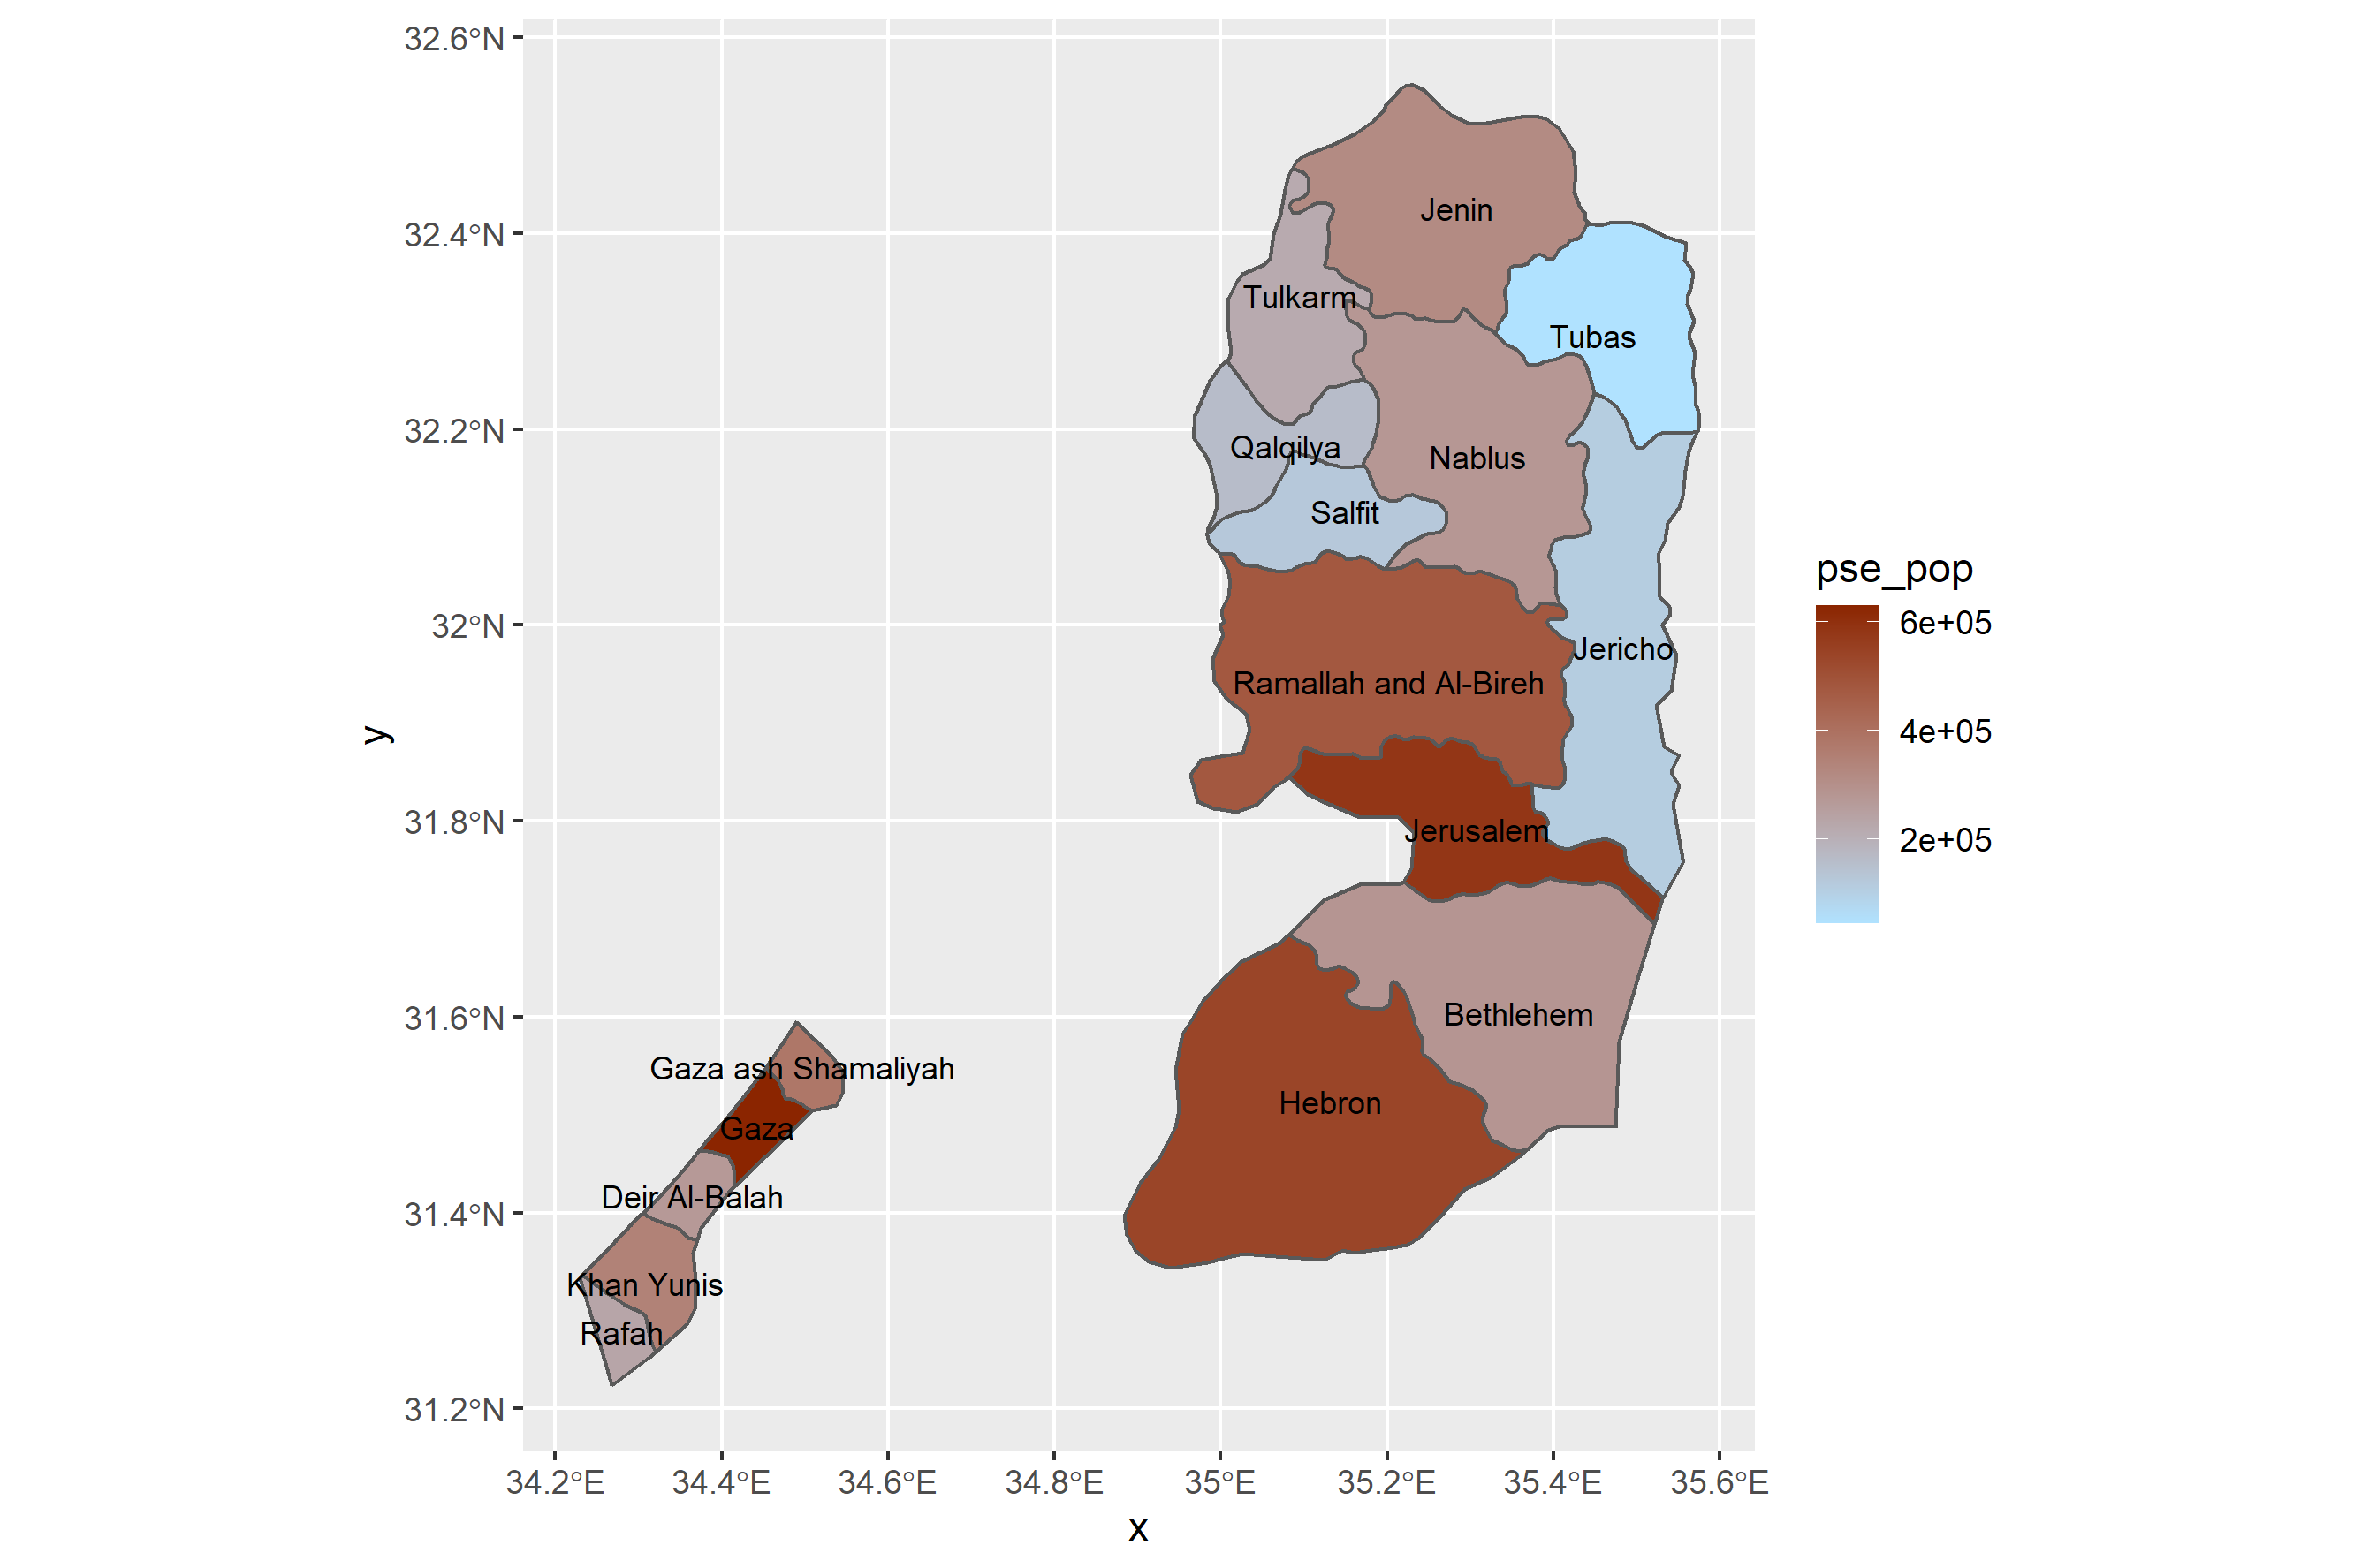 32.6°N
32.4°N
32.2°N
32°N
31.8°N
31.6°N
31.4°N
31.2°N
y
Jenin
Tulkarm
Tubas
Qalqilya
Nablus
Salfit
Jericho
Ramallah and Al-Bireh
Jerusalem
Bethlehem
Gaza ash Shamaliyah
Hebron
Gaza
Deir Al-Balah
Khan Yunis
Rafah
34.2°E 34.4°E 34.6°E 34.8°E 35°E 35.2°E 35.4°E 35.6°E
x
pse_pop
6e+05
4e+05
2e+05